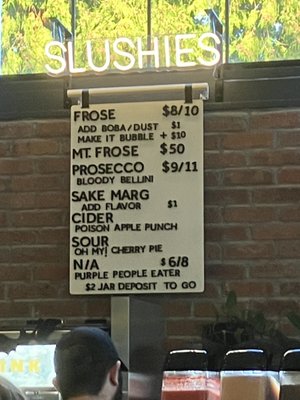 SLUSHIES
FROSE $8/10
ADD BOBA/DUST $1
MAKE IT BUBBLE + $10
MT. FROSE $50
PROSECCO $9/11
BLOODY BELLINI
SAKE MARG
ADD FLAVOR $1
CIDER
POISON APPLE PUNCH
SOUR
OH MY! CHERRY PIE
N/A $6/8
PURPLE PEOPLE EATER
$2 JAR DEPOSIT TO GO